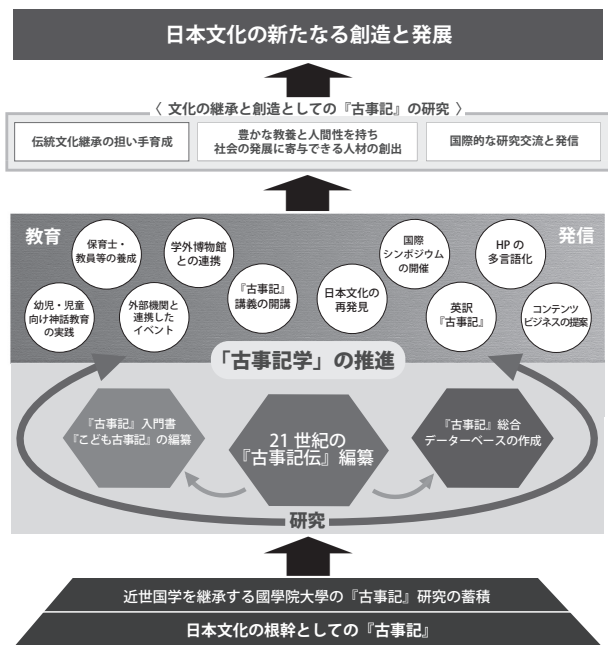 日本文化の新たなる創造と発展
〈 文化の継承と創造としての『古事記』の研究 〉
伝統文化継承の担い手育成
豊かな教養と人間性を持ち
社会の発展に寄与できる人材の創出
国際的な研究交流と発信
教育
発信
保育士・
教員等の養成
学外博物館
との連携
国際
シンポジウム
の開催
HP の
多言語化
幼児・児童
向け神話教育
の実践
外部機関と
連携した
イベント
『古事記』
講義の開講
日本文化の
再発見
英訳
『古事記』
コンテンツ
ビジネスの提案
「古事記学」の推進
『古事記』入門書
『こども古事記』の編纂
21 世紀の
『古事記伝』編纂
『古事記』総合
データーベースの作成
研究
近世国学を継承する國學院大學の『古事記』研究の蓄積
日本文化の根幹としての『古事記』